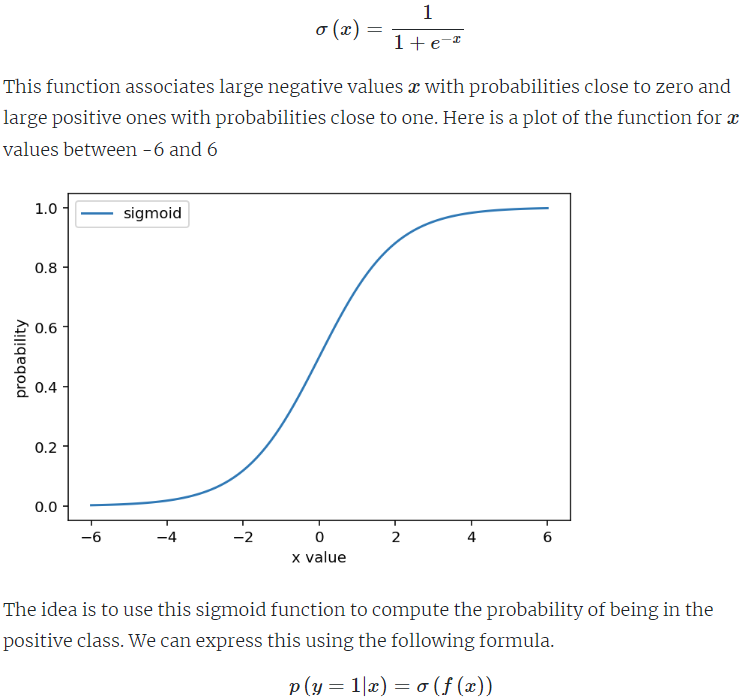 σ (x) = 1 / (1 + e^{−x})
This function associates large negative values x with probabilities close to zero and
large positive ones with probabilities close to one. Here is a plot of the function for x
values between -6 and 6
sigmoid
1.0
0.8
0.6
0.4
0.2
0.0
probability
−6 −4 −2 0 2 4 6
x value
The idea is to use this sigmoid function to compute the probability of being in the
positive class. We can express this using the following formula.
p (y = 1|x) = σ (f (x))